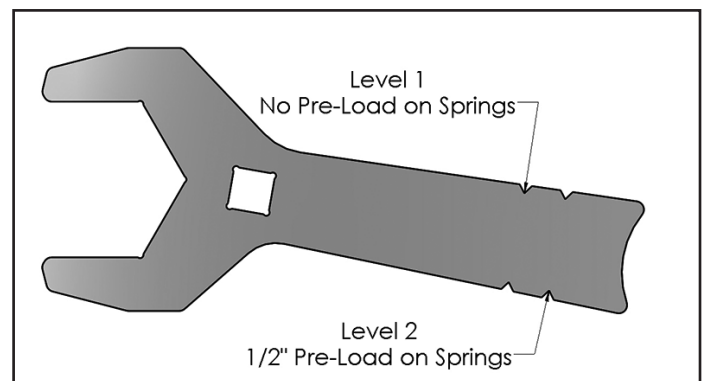 Level 1
No Pre-Load on Springs
Level 2
1/2" Pre-Load on Springs